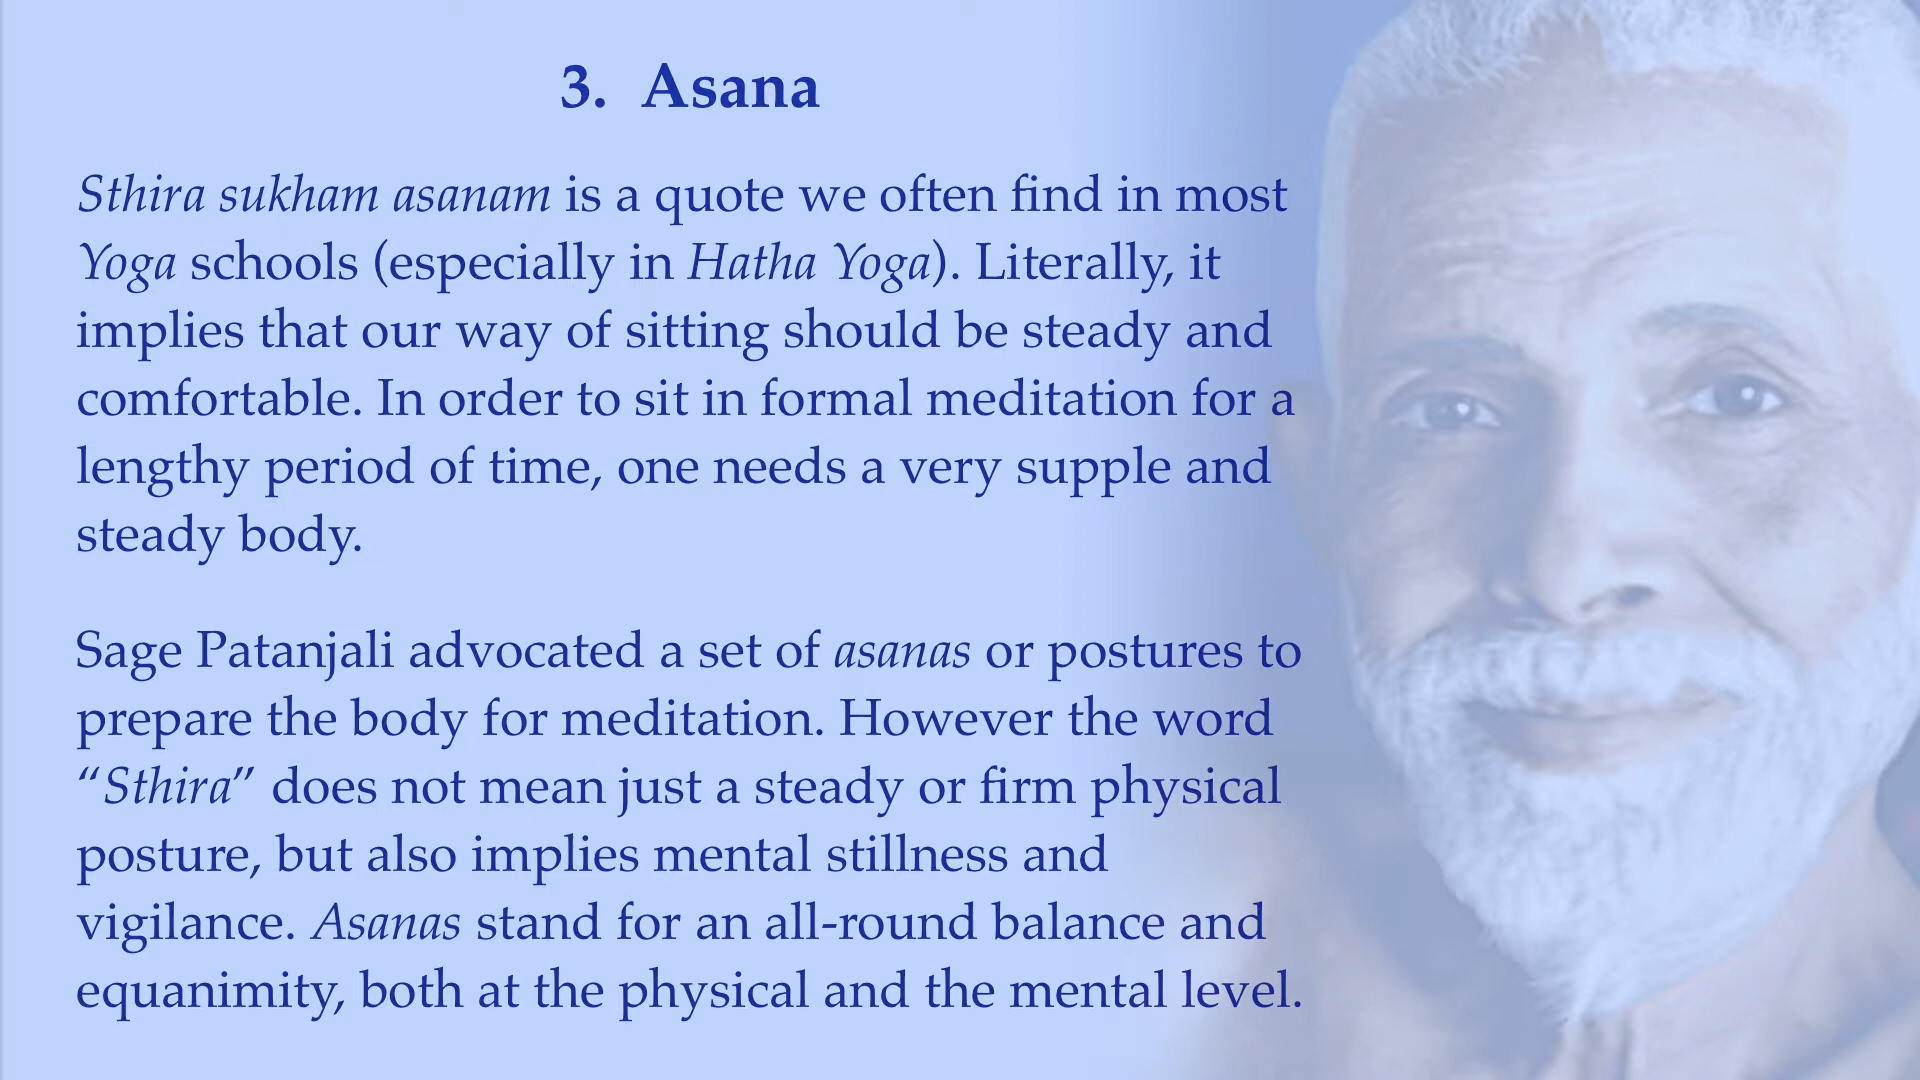 3. Asana
Sthira sukham asanam is a quote we often find in most
Yoga schools (especially in Hatha Yoga). Literally, it
implies that our way of sitting should be steady and
comfortable. In order to sit in formal meditation for a
lengthy period of time, one needs a very supple and
steady body.
Sage Patanjali advocated a set of asanas or postures to
prepare the body for meditation. However the word
“Sthira” does not mean just a steady or firm physical
posture, but also implies mental stillness and
vigilance. Asanas stand for an all-round balance and
equanimity, both at the physical and the mental level.